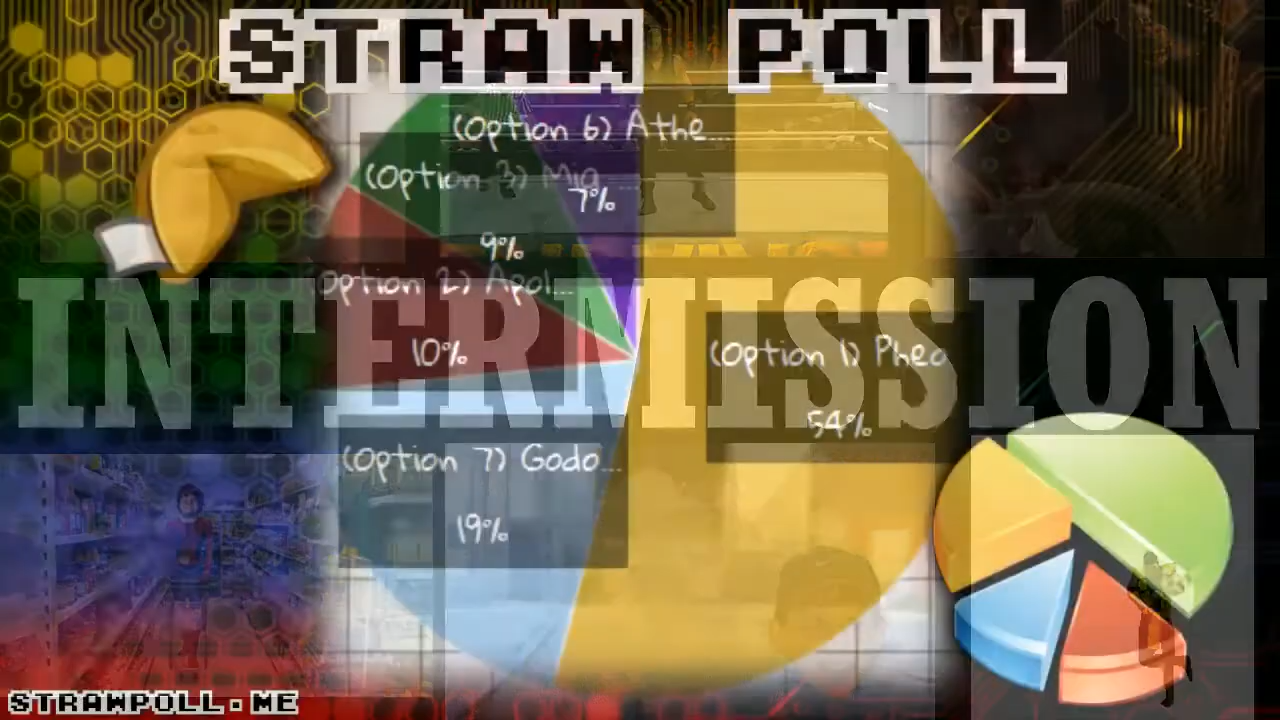 STRAW POLL
(Option 6) Athe...
(Option 3) Mig...
7%
9%
Option 2) Apol...
INTERMISSION
10%
(Option 1) Pheo
54%
(Option 7) Godo...
19%
STRAWPOLL.ME